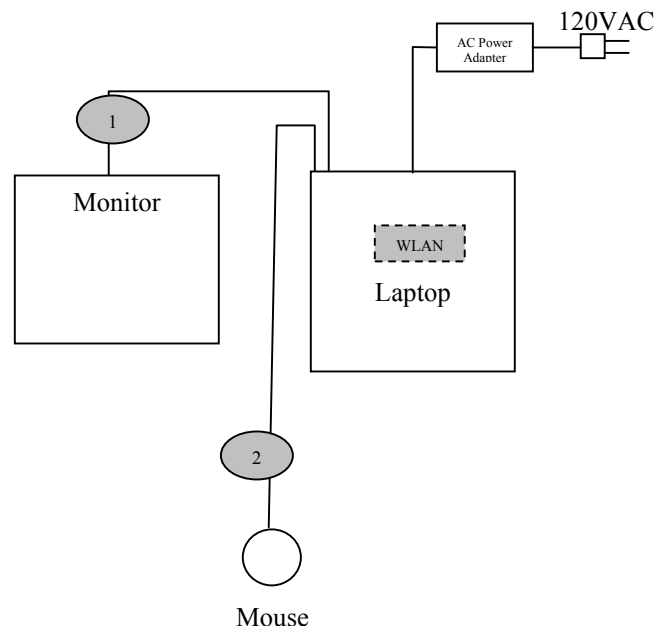 120VAC
AC Power
Adapter
1
Monitor
WLAN
Laptop
2
Mouse